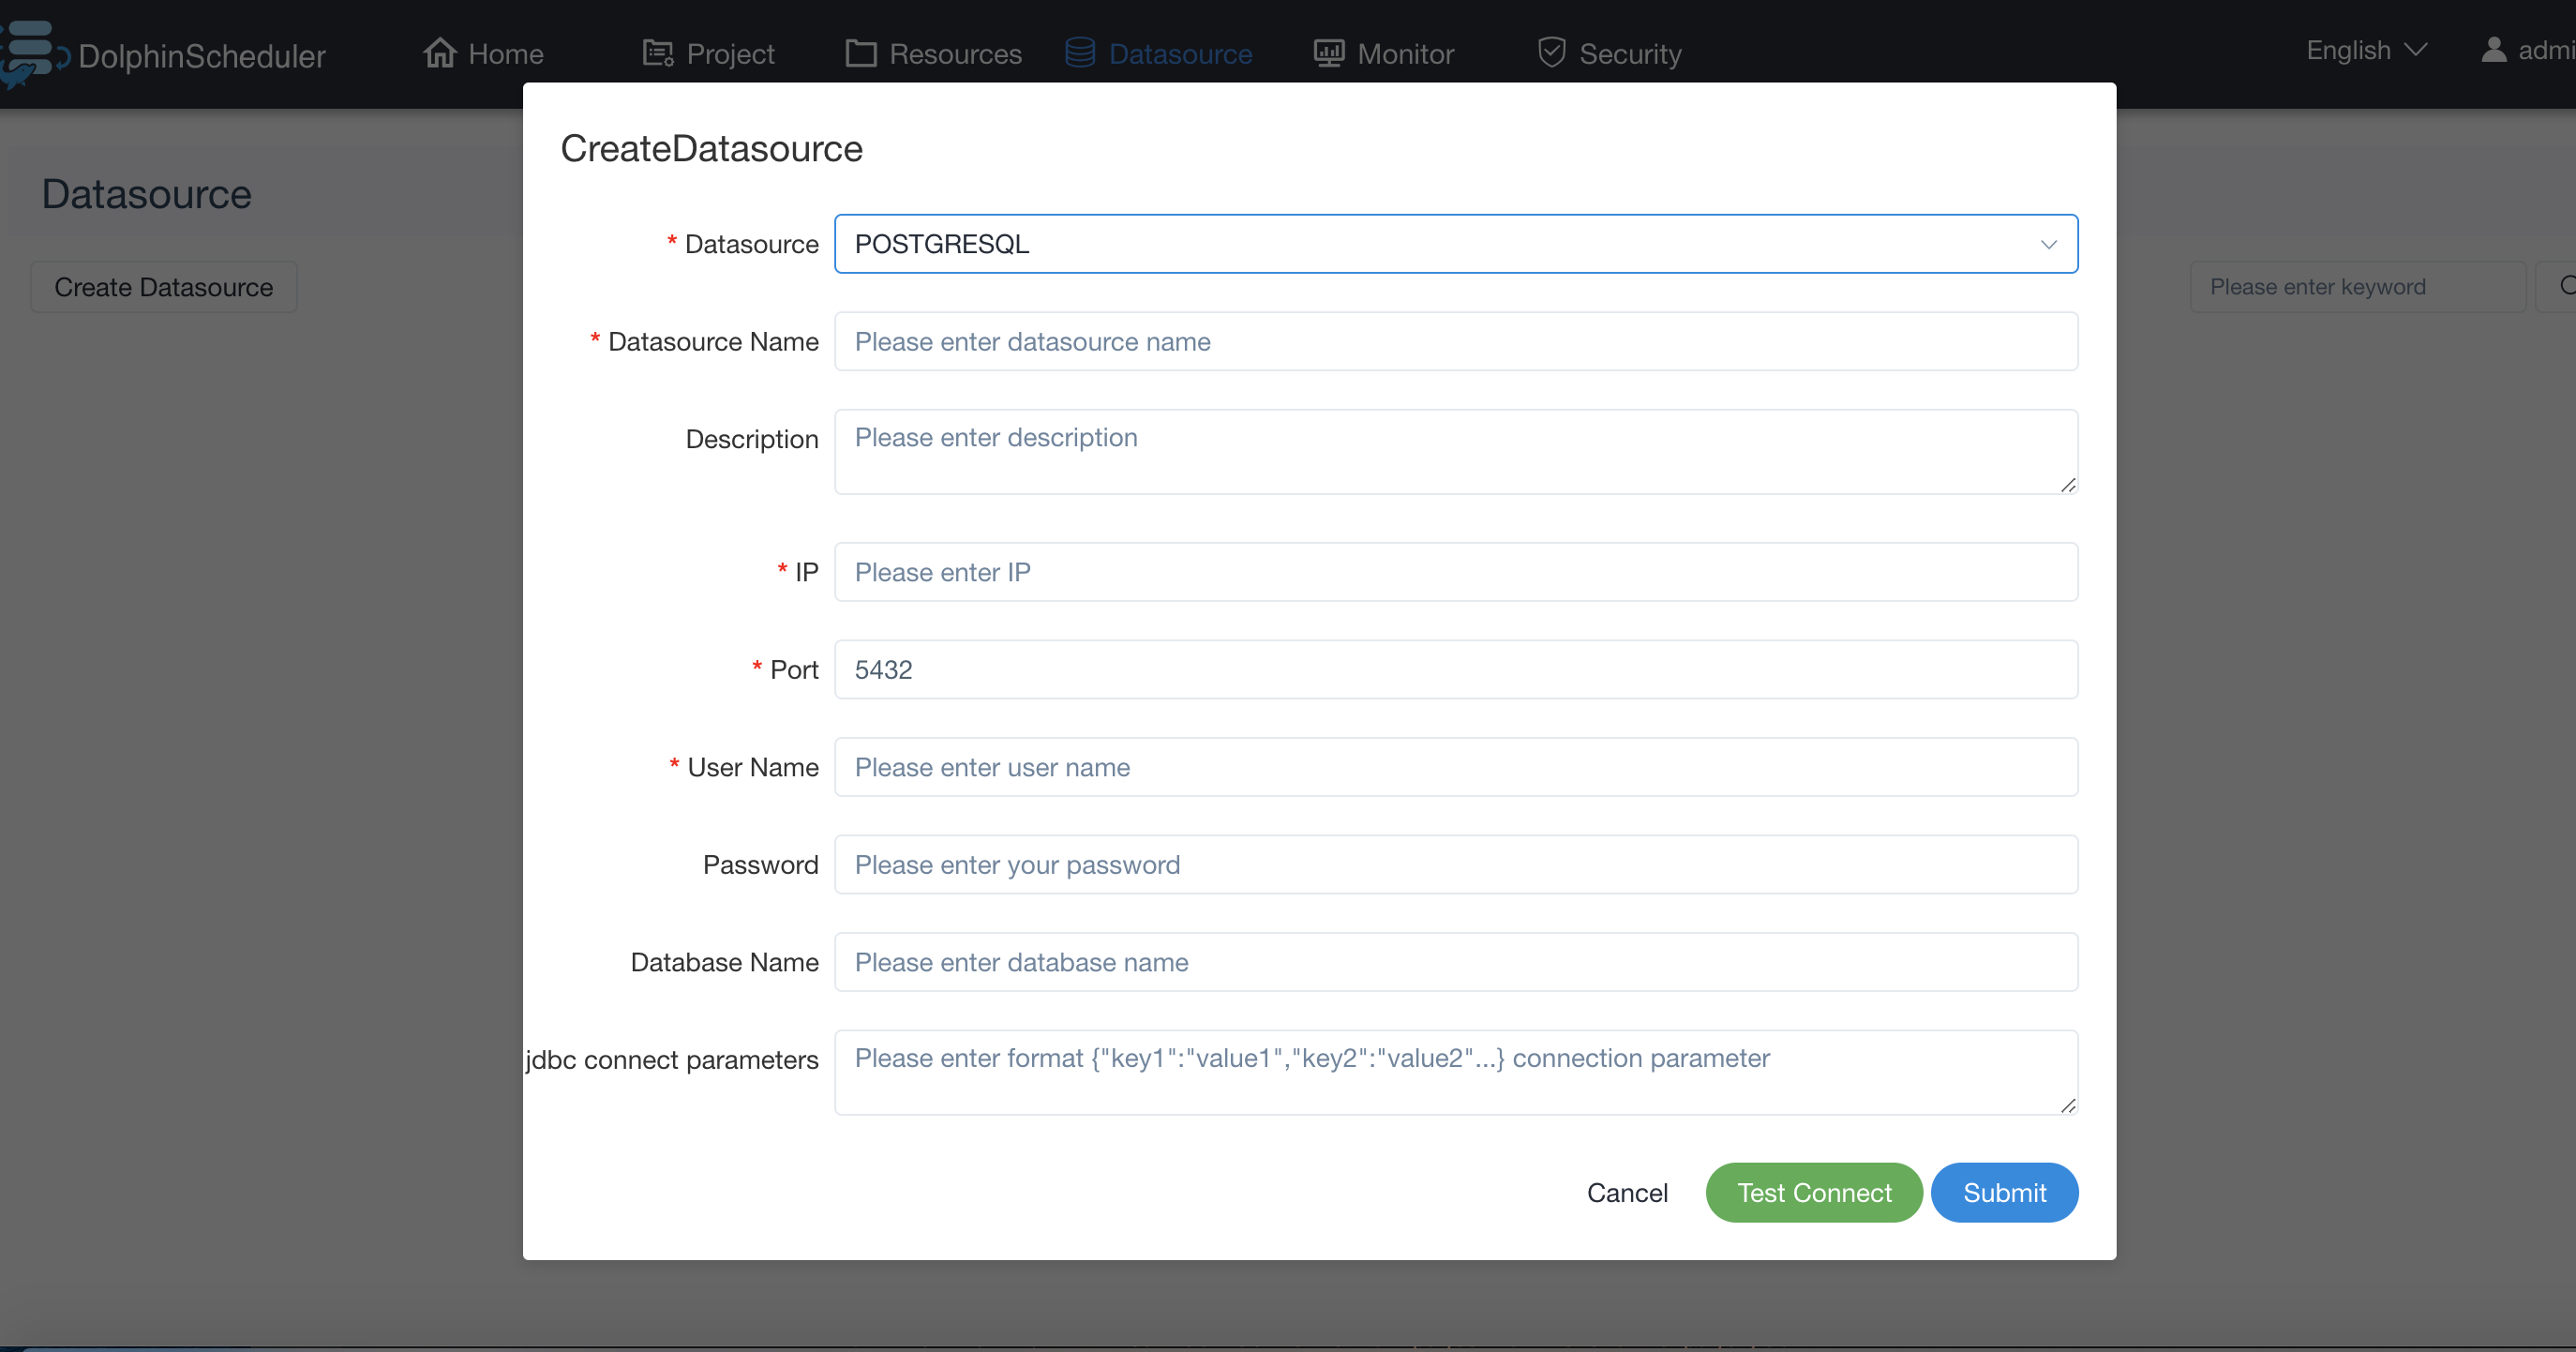 DolphinScheduler Home Project Resources Datasource Monitor Security English admi
CreateDatasource
Datasource
* Datasource POSTGRESQL
Create Datasource
Please enter keyword
* Datasource Name Please enter datasource name
Description Please enter description
* IP Please enter IP
* Port 5432
* User Name Please enter user name
Password Please enter your password
Database Name Please enter database name
jdbc connect parameters Please enter format {"key1":"value1","key2":"value2"...} connection parameter
Cancel Test Connect Submit